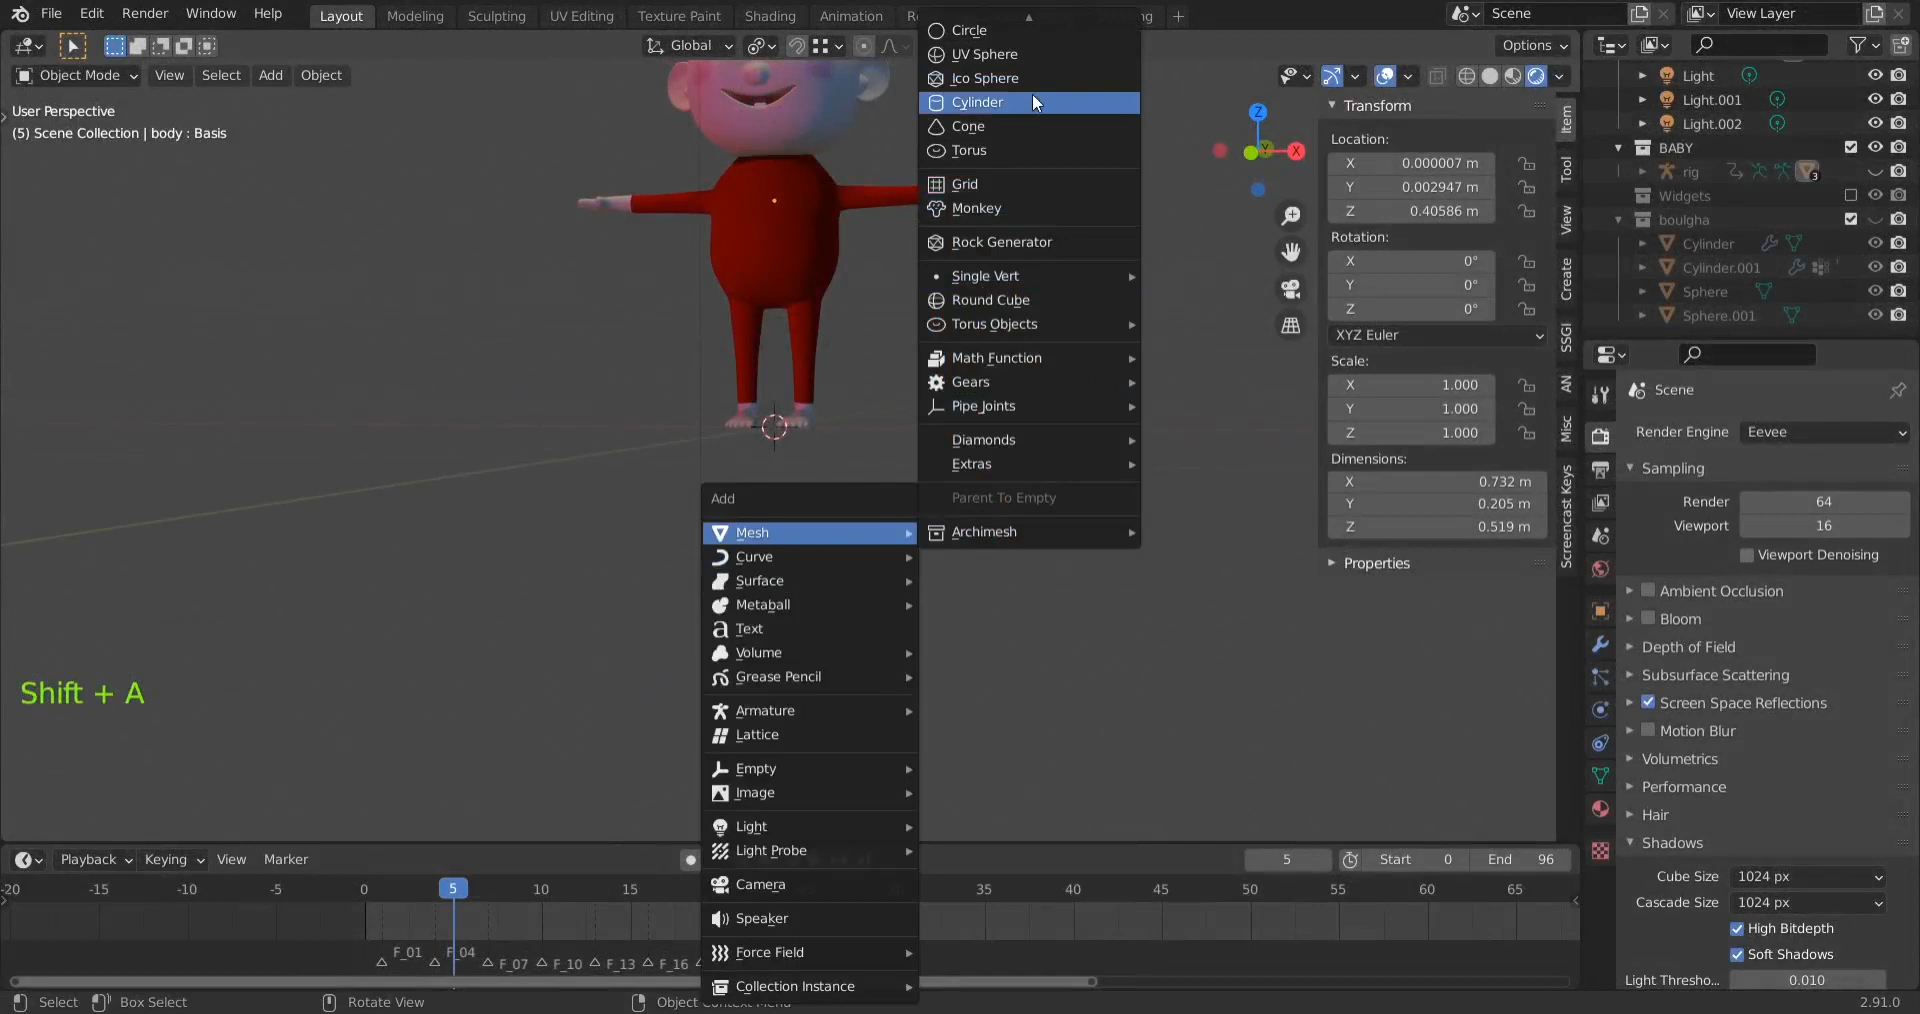 File Edit Render Window Help
Layout Modeling Sculpting UV Editing Texture Paint Shading Animation
Scene
View Layer
Global
Options
Object Mode View Select Add Object
User Perspective
(5) Scene Collection | body : Basis
Circle
UV Sphere
Ico Sphere
Cylinder
Cone
Torus
Grid
Monkey
Rock Generator
Single Vert
Round Cube
Torus Objects
Math Function
Gears
Pipe Joints
Diamonds
Extras
Parent To Empty
Archimesh
Add
Mesh
Curve
Surface
Metaball
Text
Volume
Grease Pencil
Armature
Lattice
Empty
Image
Light
Light Probe
Camera
Speaker
Force Field
Collection Instance
Shift + A
Z
Y
X
Transform
Location:
X 0.000007 m
Y 0.002947 m
Z 0.40586 m
Rotation:
X 0°
Y 0°
Z 0°
XYZ Euler
Scale:
X 1.000
Y 1.000
Z 1.000
Dimensions:
X 0.732 m
Y 0.205 m
Z 0.519 m
Properties
Item
Tool
View
Create
SSGI
AN
Misc
Screencast Keys
Light
Light.001
Light.002
BABY
rig
3
Widgets
boulgha
Cylinder
Cylinder.001
Sphere
Sphere.001
Scene
Render Engine Eevee
Sampling
Render 64
Viewport 16
Viewport Denoising
Ambient Occlusion
Bloom
Depth of Field
Subsurface Scattering
Screen Space Reflections
Motion Blur
Volumetrics
Performance
Hair
Shadows
Cube Size 1024 px
Cascade Size 1024 px
High Bitdepth
Soft Shadows
Light Thresho... 0.010
Playback Keying View Marker
5 Start 0 End 96
-20 -15 -10 -5 0 5 10 15 35 40 45 50 55 60 65
F_01 F_04 F_07 F_10 F_13 F_16
Select Box Select Rotate View Object Context Menu
2.91.0